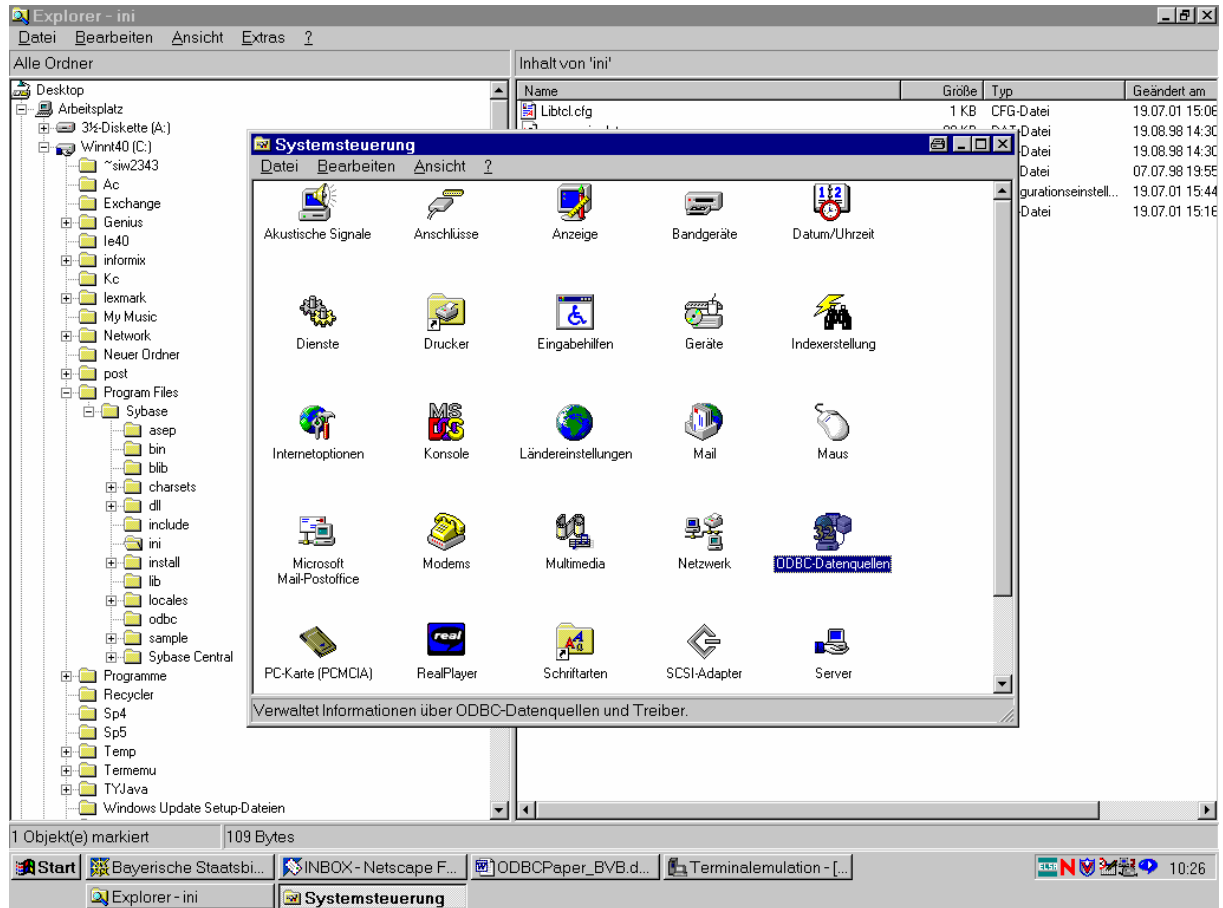 Explorer - ini
Datei Bearbeiten Ansicht Extras ?
Alle Ordner
Inhalt von 'ini'
Desktop
Arbeitsplatz
3½-Diskette (A:)
Winnt40 (C:)
~siw2343
Ac
Exchange
Genius
Ie40
informix
Kc
lexmark
My Music
Network
Neuer Ordner
post
Program Files
Sybase
asep
bin
blib
charsets
dll
include
ini
install
lib
locales
odbc
sample
Sybase Central
Programme
Recycler
Sp4
Sp5
Temp
Termemu
TYJava
Windows Update Setup-Dateien
Name Größe Typ Geändert am
Libtcl.cfg 1 KB CFG-Datei 19.07.01 15:06
DAT-Datei 19.08.98 14:30
-Datei 19.08.98 14:30
-Datei 07.07.98 19:55
gurationseinstell... 19.07.01 15:44
-Datei 19.07.01 15:16
Systemsteuerung
Datei Bearbeiten Ansicht ?
Akustische Signale Anschlüsse Anzeige Bandgeräte Datum/Uhrzeit
Dienste Drucker Eingabehilfen Geräte Indexerstellung
MS
DOS
Internetoptionen Konsole Ländereinstellungen Mail Maus
32
Microsoft Mail-Postoffice Modems Multimedia Netzwerk ODBC-Datenquellen
real
PC-Karte (PCMCIA) RealPlayer Schriftarten SCSI-Adapter Server
Verwaltet Informationen über ODBC-Datenquellen und Treiber.
1 Objekt(e) markiert 109 Bytes
Start Bayerische Staatsbi... INBOX - Netscape F... ODBCPaper_BVB.d... Terminalemulation - [... 10:26
Explorer - ini Systemsteuerung